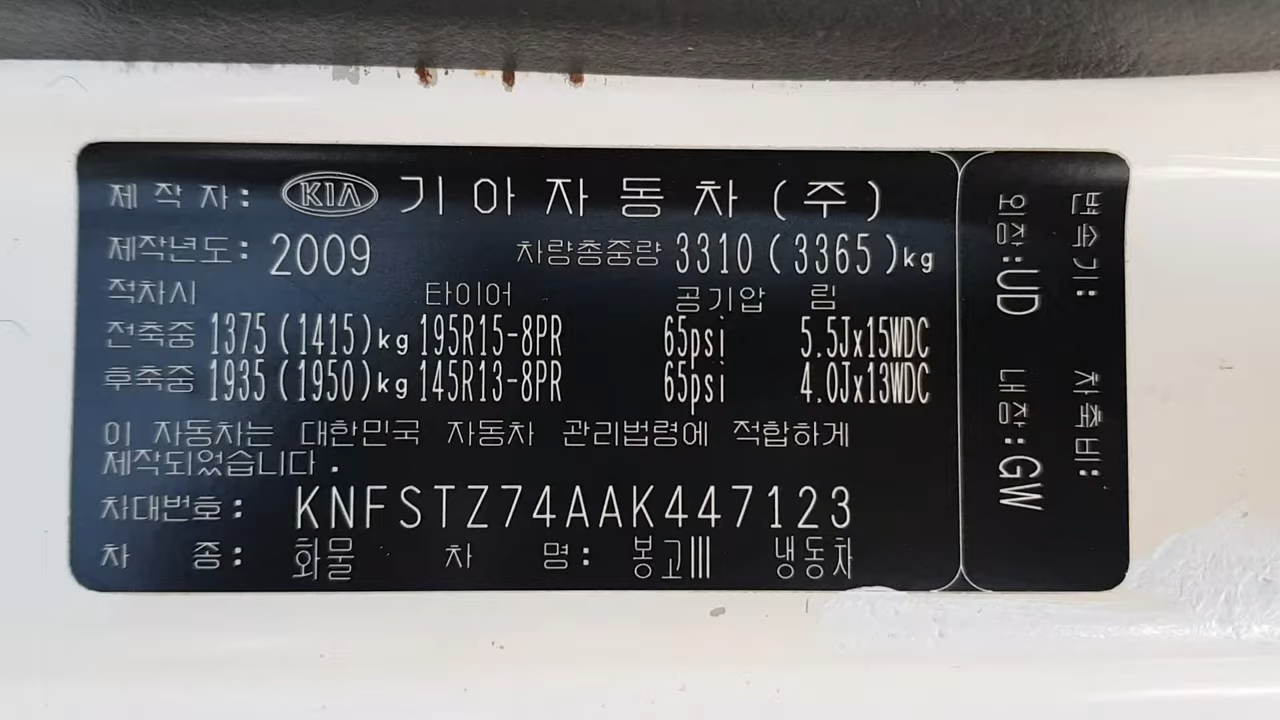 제 작 자: KIA 기아자동차(주)
제작년도: 2009 차량총중량 3310(3365)kg
적차시 타이어 공기압 림
전축중 1375(1415)kg 195R15-8PR 65psi 5.5Jx15WDC
후축중 1935(1950)kg 145R13-8PR 65psi 4.0Jx13WDC
이 자동차는 대한민국 자동차 관리법령에 적합하게
제작되었습니다.
차대번호: KNFSTZ74AAK447123
차 종: 화물 차 명: 봉고III 냉동차
변속기: 차축비:
외장:UD 내장:GW